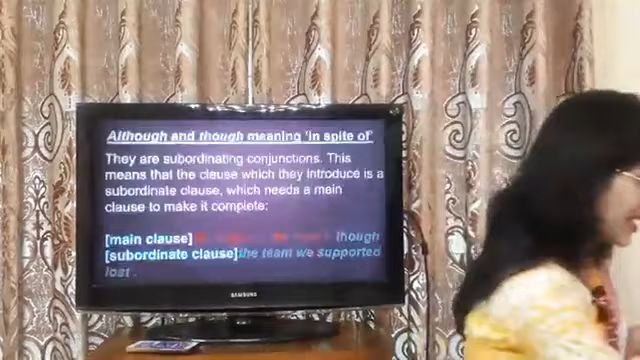 Although and though meaning 'in spite of'
They are subordinating conjunctions. This
means that the clause which they introduce is a
subordinate clause, which needs a main
clause to make it complete:
[main clause] though
[subordinate clause]the team we supported
lost .
SAMSUNG